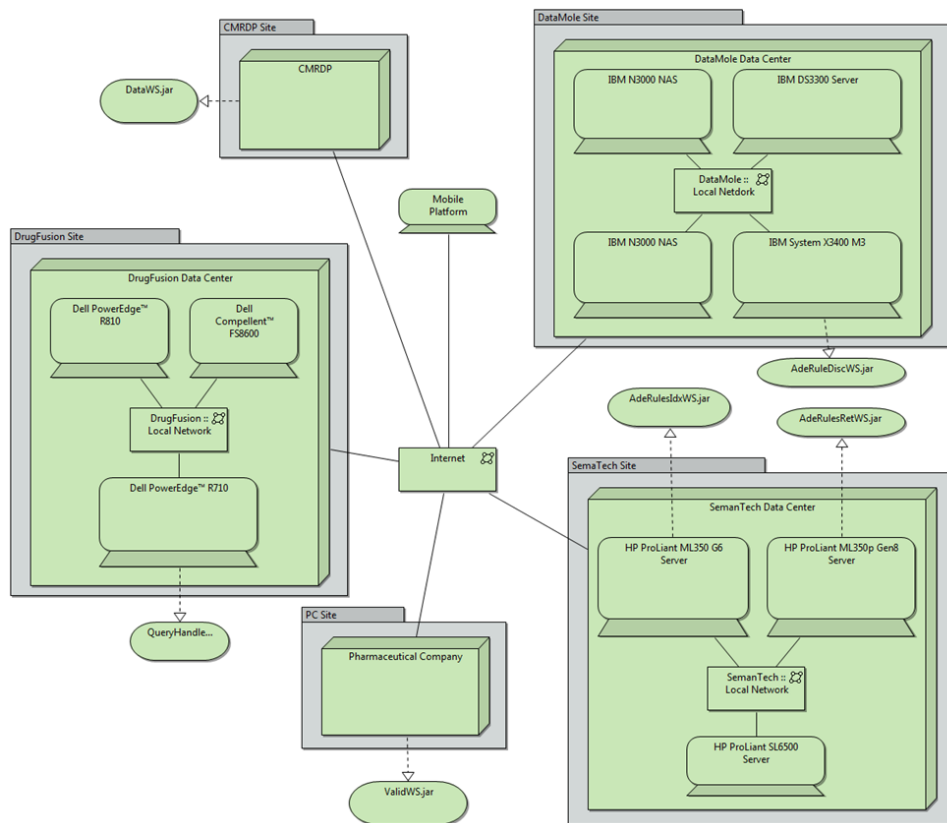 CMRDP Site
CMRDP
DataWS.jar
DataMole Site
DataMole Data Center
IBM N3000 NAS
IBM DS3300 Server
DataMole ::
Local Netdork
IBM N3000 NAS
IBM System X3400 M3
AdeRuleDiscWS.jar
Mobile
Platform
DrugFusion Site
DrugFusion Data Center
Dell PowerEdge™
R810
Dell
Compellent™
FS8600
DrugFusion ::
Local Network
Dell PowerEdge™ R710
QueryHandle...
Internet
AdeRulesIdxWS.jar
AdeRulesRetWS.jar
SemaTech Site
SemanTech Data Center
HP ProLiant ML350 G6
Server
HP ProLiant ML350p Gen8
Server
SemanTech ::
Local Network
HP ProLiant SL6500
Server
PC Site
Pharmaceutical Company
ValidWS.jar